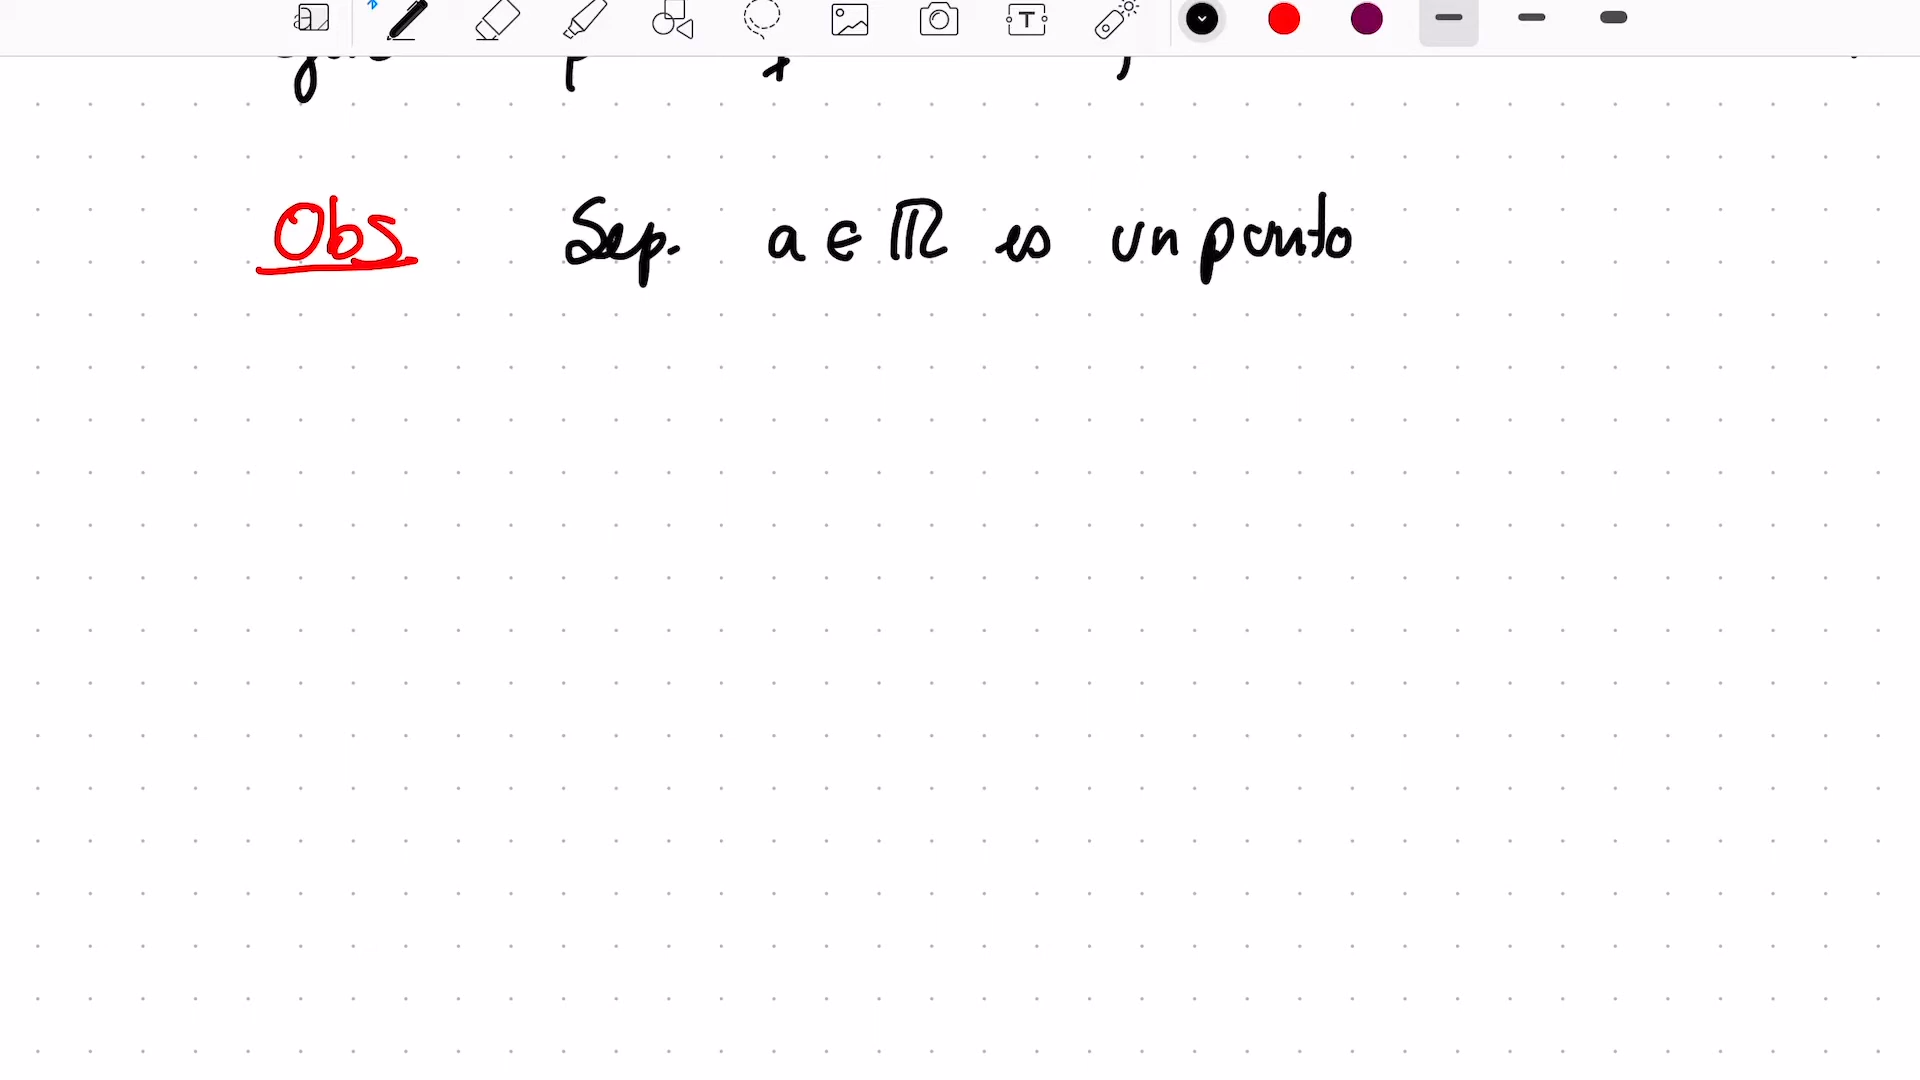 Obs Sup. a ∈ ℝ es un punto